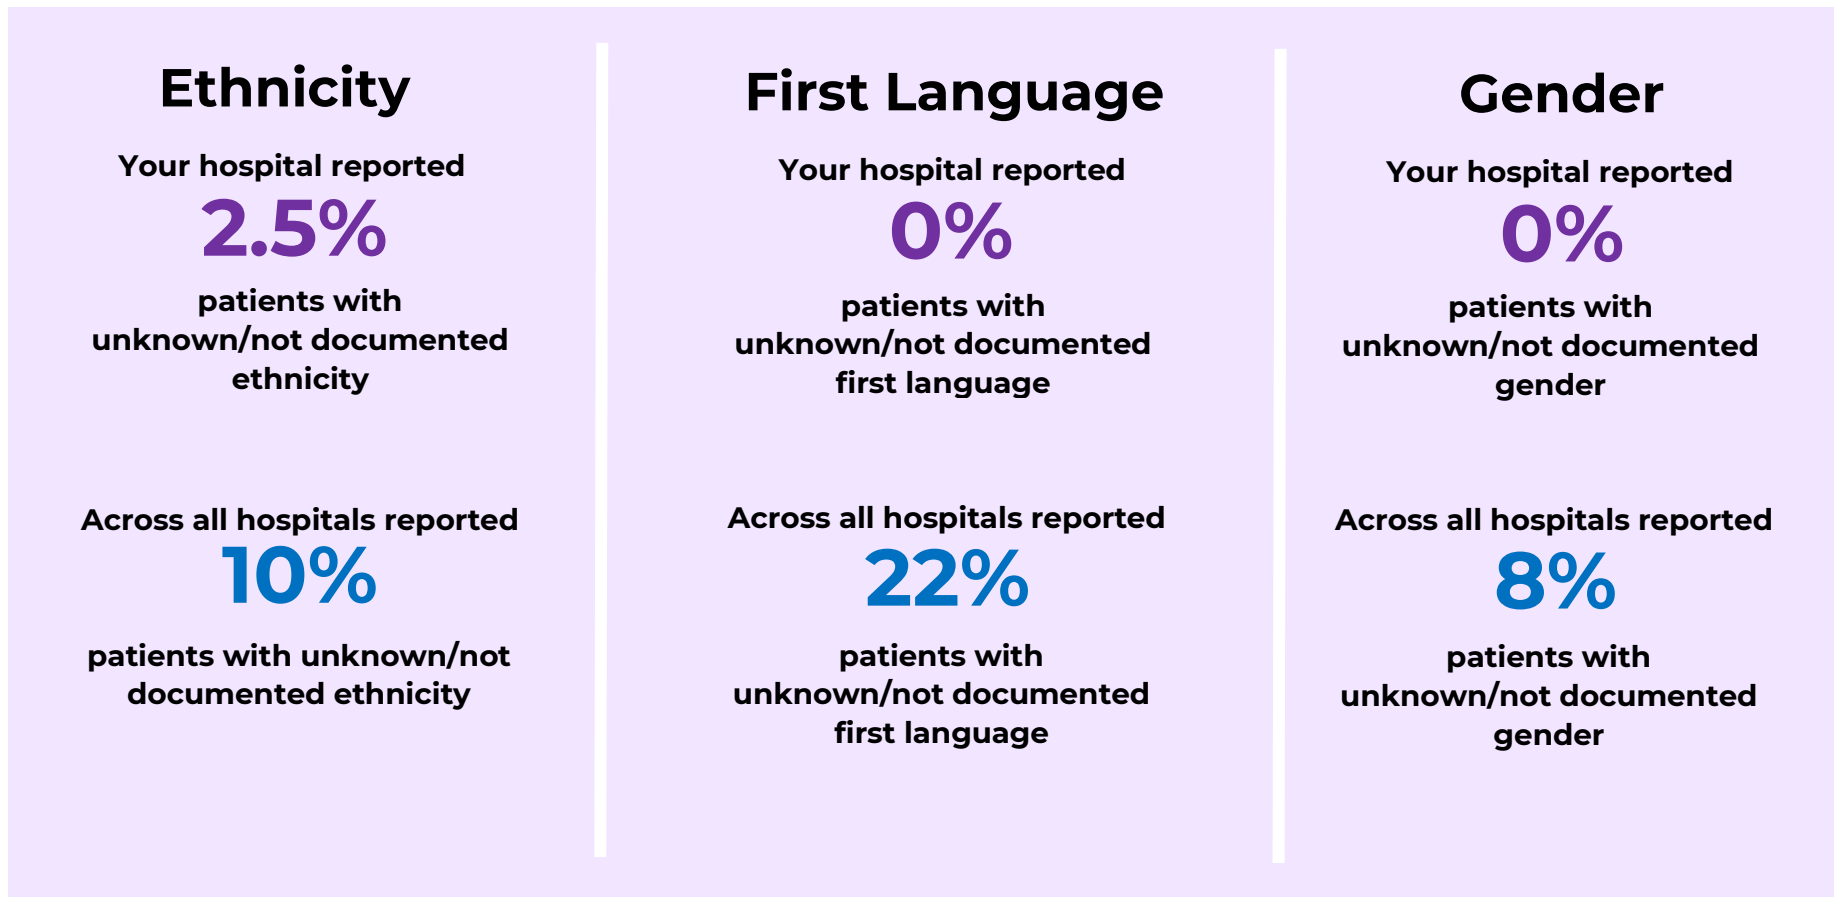 Ethnicity
Your hospital reported
2.5%
patients with
unknown/not documented
ethnicity
Across all hospitals reported
10%
patients with unknown/not
documented ethnicity
First Language
Your hospital reported
0%
patients with
unknown/not documented
first language
Across all hospitals reported
22%
patients with
unknown/not documented
first language
Gender
Your hospital reported
0%
patients with
unknown/not documented
gender
Across all hospitals reported
8%
patients with
unknown/not documented
gender